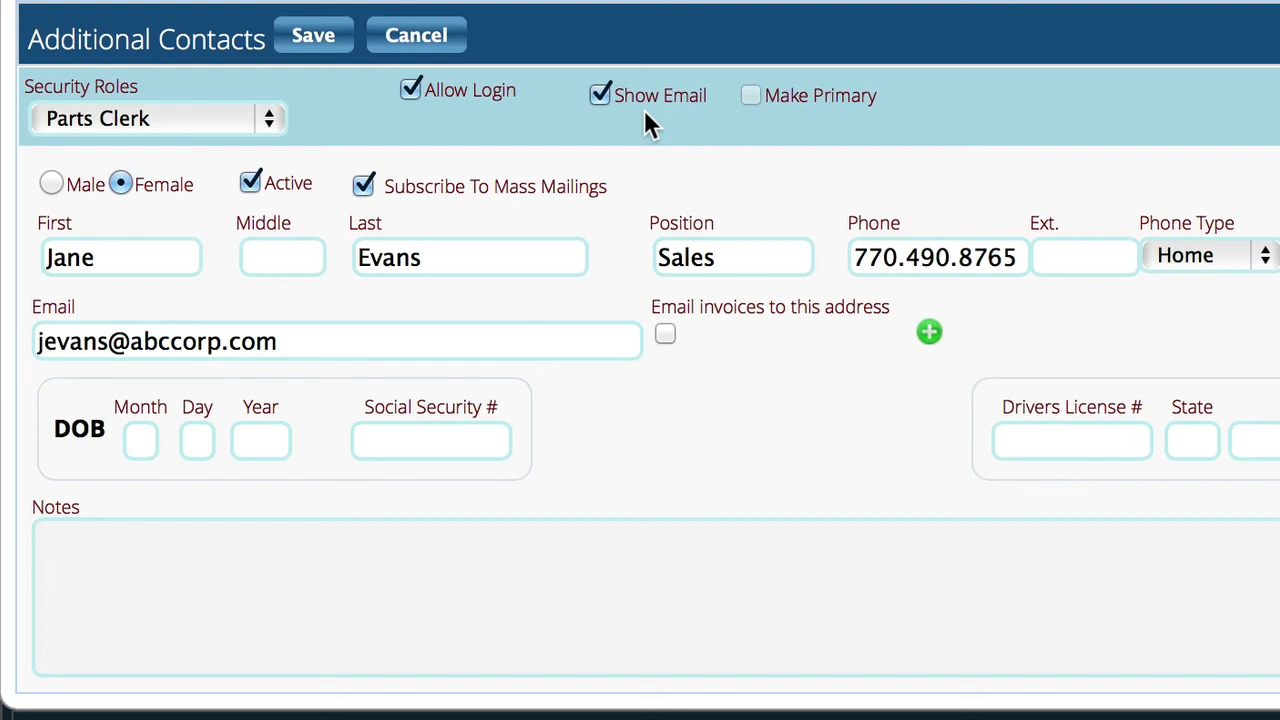 Additional Contacts Save Cancel
Security Roles Allow Login Show Email Make Primary
Parts Clerk
Male Female Active Subscribe To Mass Mailings
First Middle Last Position Phone Ext. Phone Type
Jane Evans Sales 770.490.8765 Home
Email Email invoices to this address
jevans@abccorp.com
DOB Month Day Year Social Security # Drivers License # State
Notes